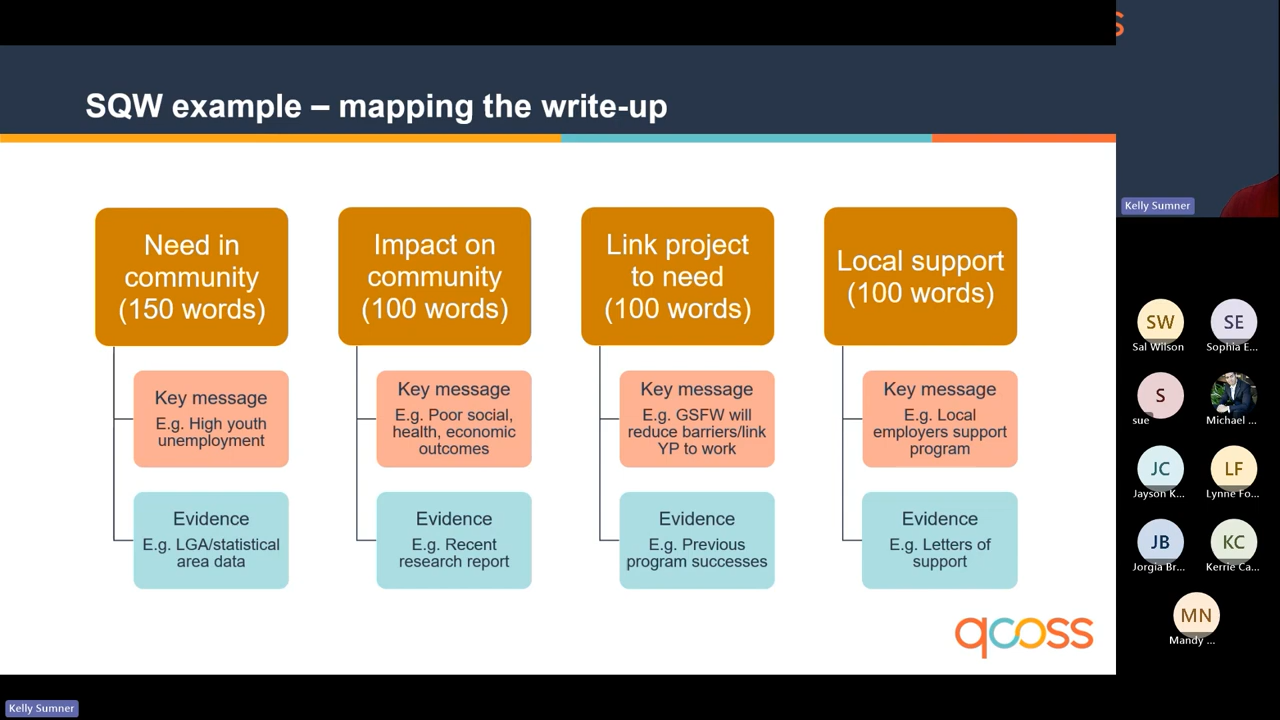 SQW example – mapping the write-up
Need in
community
(150 words)
Key message
E.g. High youth
unemployment
Evidence
E.g. LGA/statistical
area data
Impact on
community
(100 words)
Key message
E.g. Poor social,
health, economic
outcomes
Evidence
E.g. Recent
research report
Link project
to need
(100 words)
Key message
E.g. GSFW will
reduce barriers/link
YP to work
Evidence
E.g. Previous
program successes
Local support
(100 words)
Key message
E.g. Local
employers support
program
Evidence
E.g. Letters of
support
qcoss
Kelly Sumner
s
Kelly Sumner
SW
Sal Wilson
SE
Sophia E...
S
sue
Michael ...
JC
Jayson K...
LF
Lynne Fo...
JB
Jorgia Br...
KC
Kerrie Ca...
MN
Mandy ...